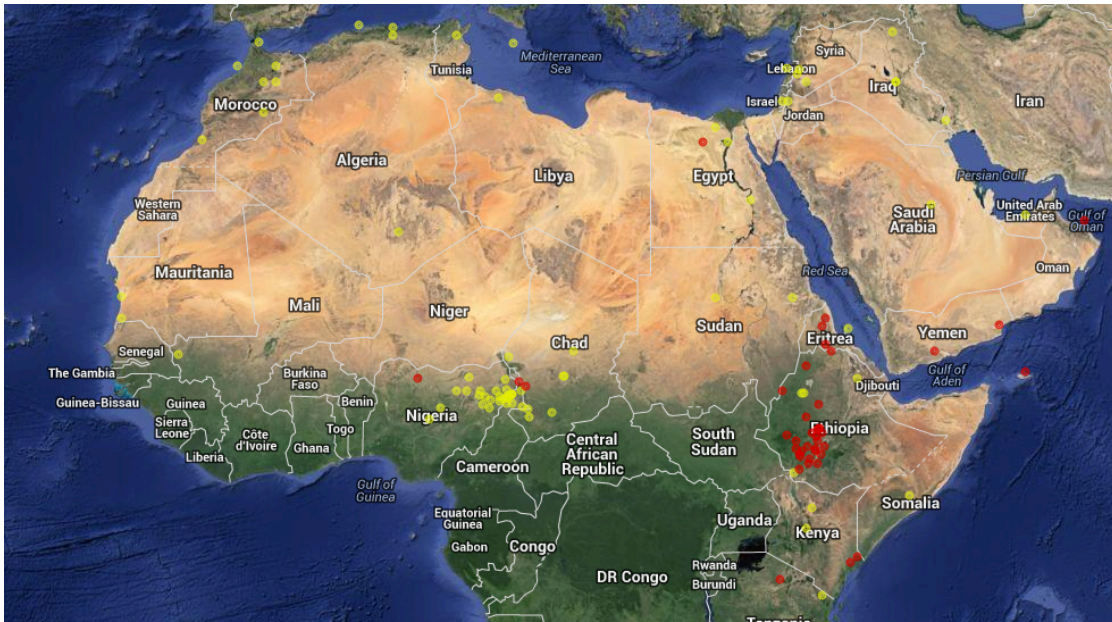 Mediterranean
Sea
Syria
Tunisia
Lebanon
Iraq
Iran
Morocco
Israel
Jordan
Algeria
Libya
Egypt
Persian Gulf
Western
Sahara
Saudi
Arabia
United Arab
Emirates
Gulf of
Oman
Mauritania
Red Sea
Oman
Mali
Niger
Chad
Sudan
Eritrea
Yemen
Senegal
The Gambia
Burkina
Faso
Gulf of
Aden
Djibouti
Guinea-Bissau
Guinea
Benin
Nigeria
Sierra
Leone
Togo
Ethiopia
Côte
d'Ivoire
Ghana
Liberia
Central
African
Republic
South
Sudan
Cameroon
Gulf of
Guinea
Somalia
Equatorial
Guinea
Uganda
Kenya
Gabon
Congo
Rwanda
DR Congo
Burundi
Tanzania